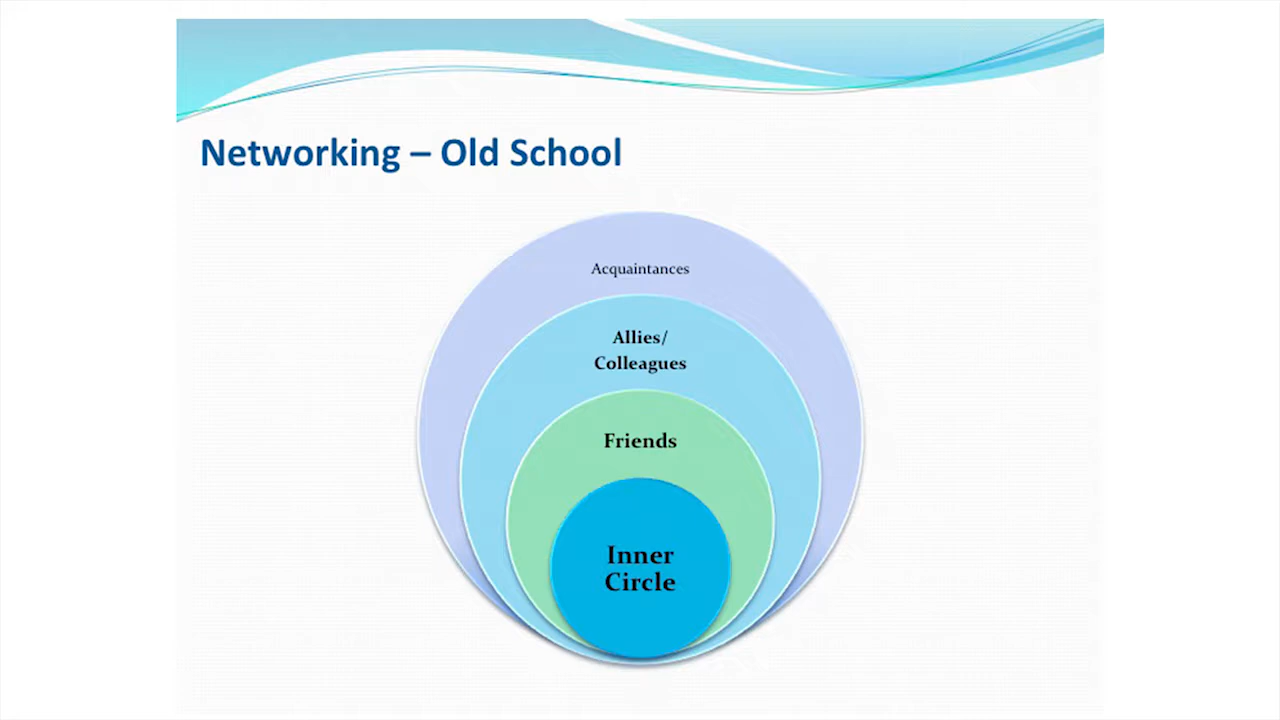 Networking – Old School
Acquaintances
Allies/
Colleagues
Friends
Inner
Circle